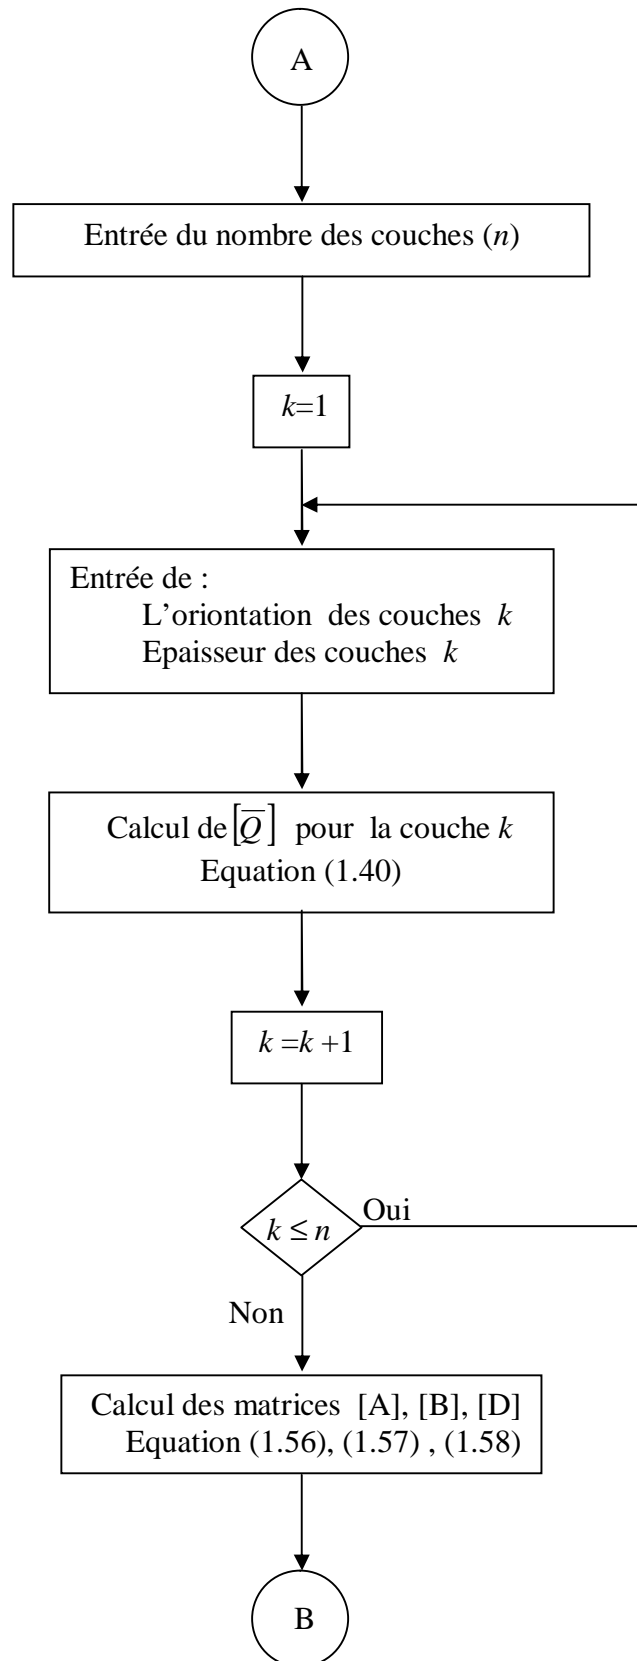 A
Entrée du nombre des couches (n)
k=1
Entrée de :
L’oriontation des couches k
Epaisseur des couches k
Calcul de [Q̅] pour la couche k
Equation (1.40)
k =k +1
k ≤ n
Oui
Non
Calcul des matrices [A], [B], [D]
Equation (1.56), (1.57) , (1.58)
B